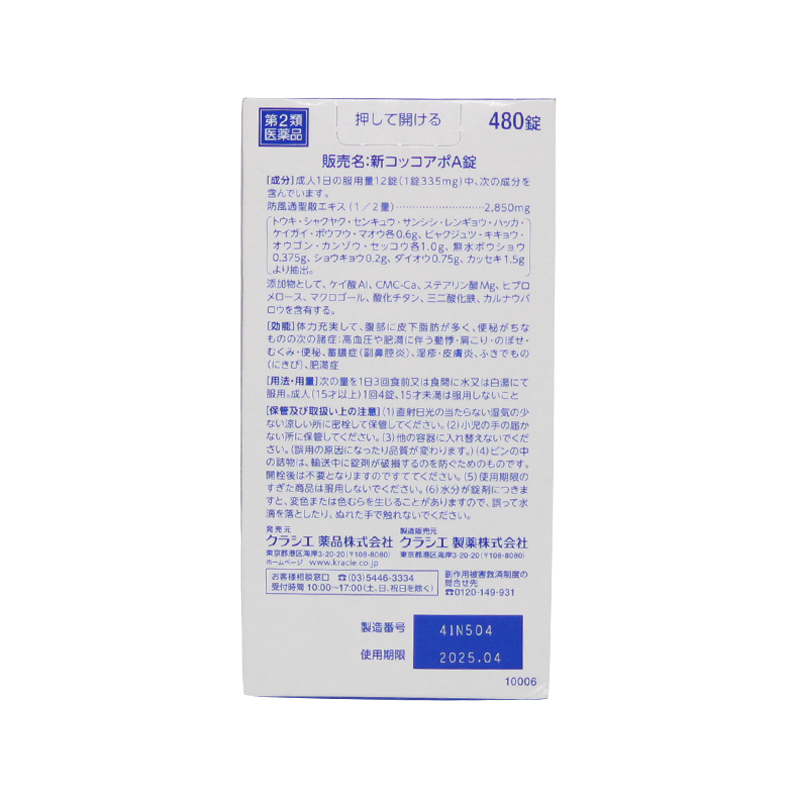 第2類
医薬品
押して開ける
480錠
販売名:新コッコアポA錠
[成分]成人1日の服用量12錠(1錠335mg)中、次の成分を
含んでいます。
防風通聖散エキス(1/2量)……………………2,850mg
トウキ・シャクヤク・センキュウ・サンシシ・レンギョウ・ハッカ・
ケイガイ・ボウフウ・マオウ各0.6g、ビャクジュツ・キキョウ・
オウゴン・カンゾウ・セッコウ各1.0g、無水ボウショウ
0.375g、ショウキョウ0.2g、ダイオウ0.75g、カッセキ1.5g
より抽出。
添加物として、ケイ酸Al、CMC-Ca、ステアリン酸Mg、ヒプロ
メロース、マクロゴール、酸化チタン、三二酸化鉄、カルナウバ
ロウを含有する。
[効能]体力充実して、腹部に皮下脂肪が多く、便秘がちな
ものの次の諸症:高血圧や肥満に伴う動悸・肩こり・のぼせ・
むくみ・便秘、蓄膿症(副鼻腔炎)、湿疹・皮膚炎、ふきでもの
(にきび)、肥満症
[用法・用量]次の量を1日3回食前又は食間に水又は白湯にて
服用。成人(15才以上)1回4錠、15才未満は服用しないこと
[保管及び取扱い上の注意](1)直射日光の当たらない湿気の少
ない涼しい所に密栓して保管してください。(2)小児の手の届か
ない所に保管してください。(3)他の容器に入れ替えないでくだ
さい。(誤用の原因になったり品質が変わります。)(4)ビンの中
の詰物は、輸送中に錠剤が破損するのを防ぐためのものです。
開栓後は不要となりますのですててください。(5)使用期限の
すぎた商品は服用しないでください。(6)水分が錠剤につきま
すと、変色または色むらを生じることがありますので、誤って水
滴を落としたり、ぬれた手で触れないでください。
発売元
クラシエ 薬品株式会社
東京都港区海岸3-20-20(〒108-8080)
ホームページ www.kracie.co.jp
製造販売元
クラシエ 製薬株式会社
東京都港区海岸3-20-20(〒108-8080)
お客様相談窓口 ☎(03)5446-3334
受付時間 10:00〜17:00(土、日、祝日を除く)
副作用被害救済制度の
問合せ先
☎0120-149-931
製造番号 41N504
使用期限 2025.04
10006